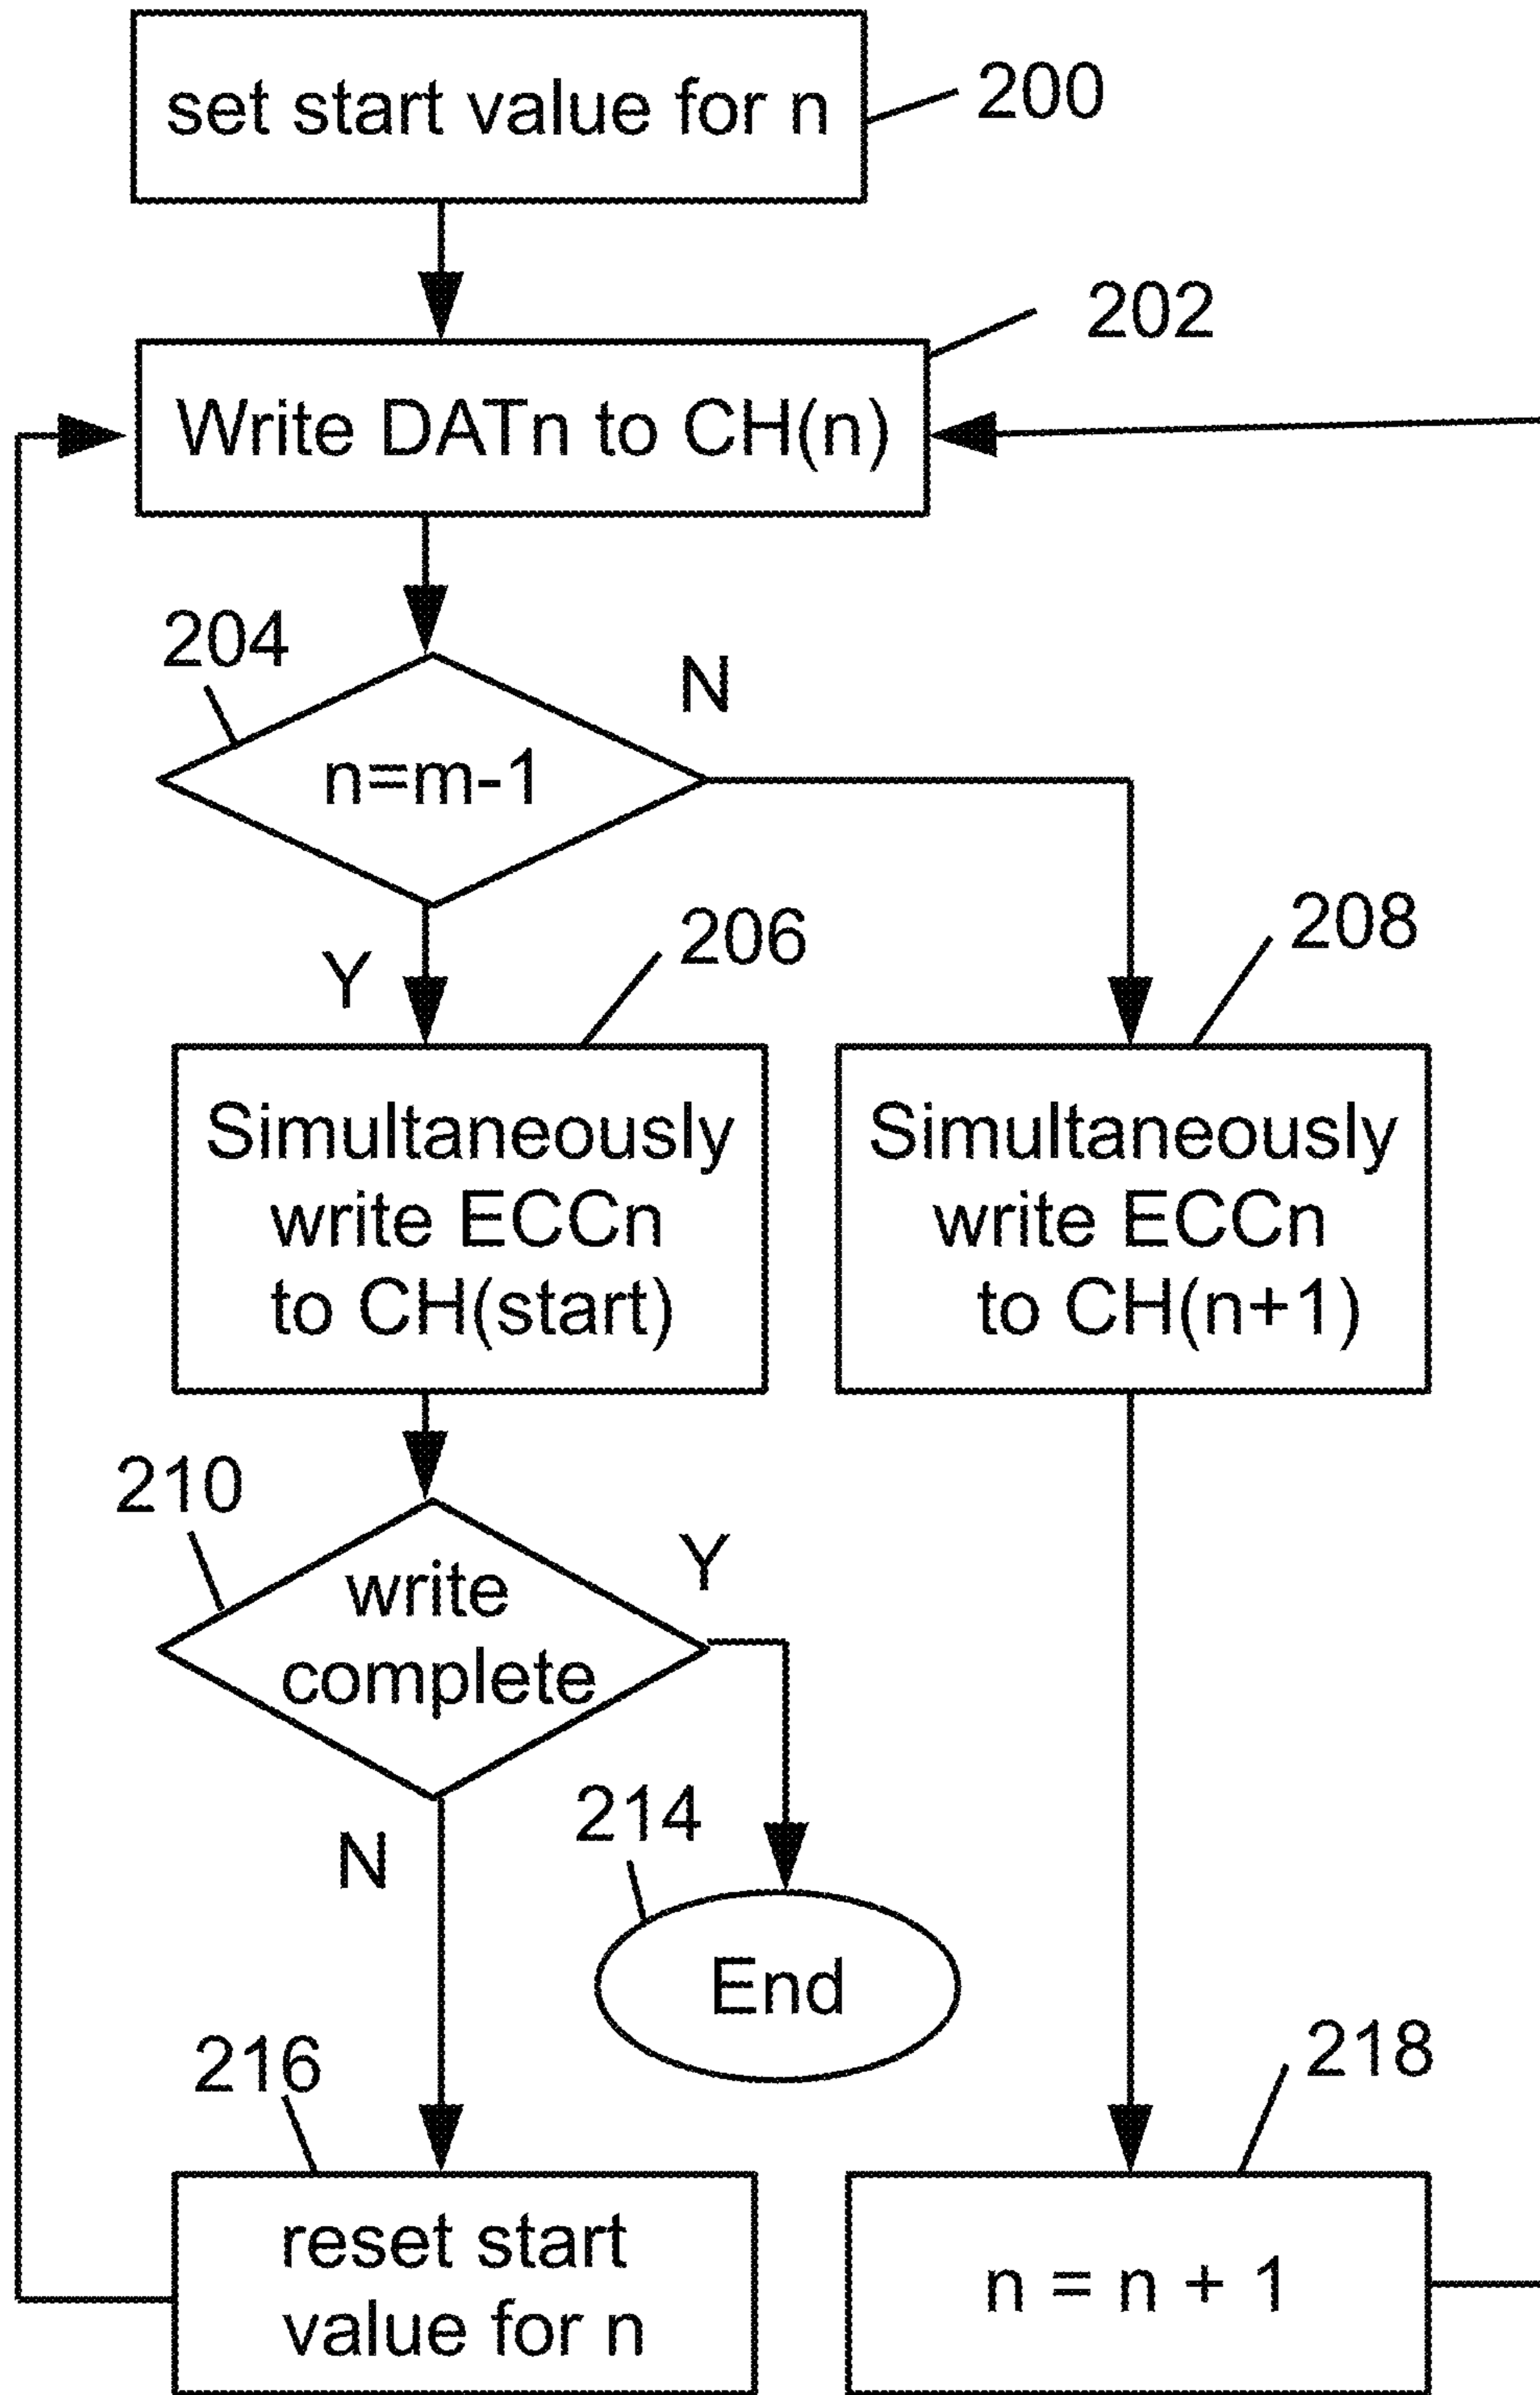 set start value for n
200
202
Write DATn to CH(n)
204
N
n=m-1
206
208
Y
Simultaneously
write ECCn
to CH(start)
Simultaneously
write ECCn
to CH(n+1)
210
Y
write
complete
214
N
End
216
218
reset start
value for n
n = n + 1